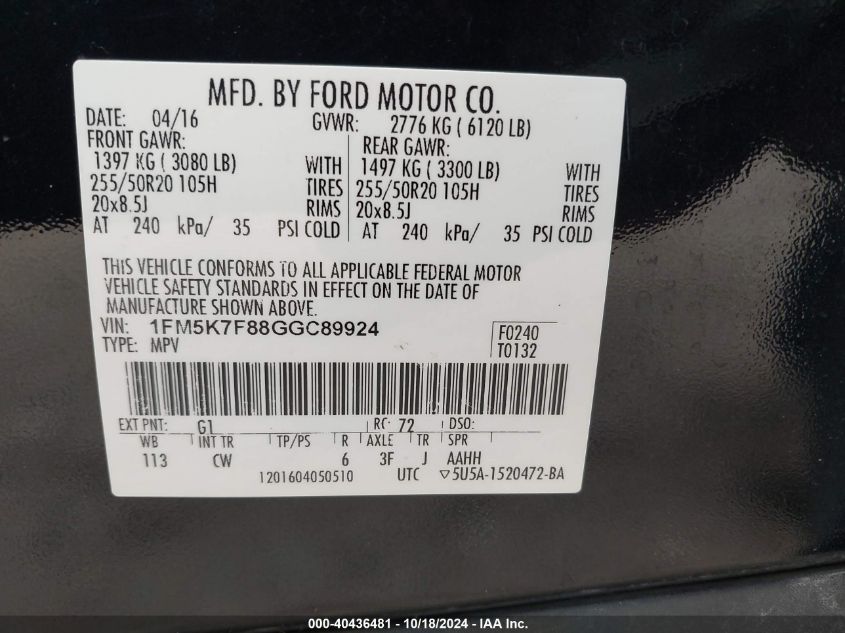 MFD. BY FORD MOTOR CO.
DATE: 04/16 GVWR: 2776 KG ( 6120 LB)
FRONT GAWR: REAR GAWR:
1397 KG ( 3080 LB) WITH 1497 KG ( 3300 LB) WITH
255/50R20 105H TIRES 255/50R20 105H TIRES
20x8.5J RIMS 20x8.5J RIMS
AT 240 kPa/ 35 PSI COLD AT 240 kPa/ 35 PSI COLD
THIS VEHICLE CONFORMS TO ALL APPLICABLE FEDERAL MOTOR
VEHICLE SAFETY STANDARDS IN EFFECT ON THE DATE OF
MANUFACTURE SHOWN ABOVE.
VIN: 1FM5K7F88GGC89924 F0240
TYPE: MPV T0132
EXT PNT: G1 RC: 72 DSO:
WB INT TR TP/PS R AXLE TR SPR
113 CW 6 3F J AAHH
1201604050510 UTC ▽5U5A-1520472-BA
000-40436481 - 10/18/2024 - IAA Inc.